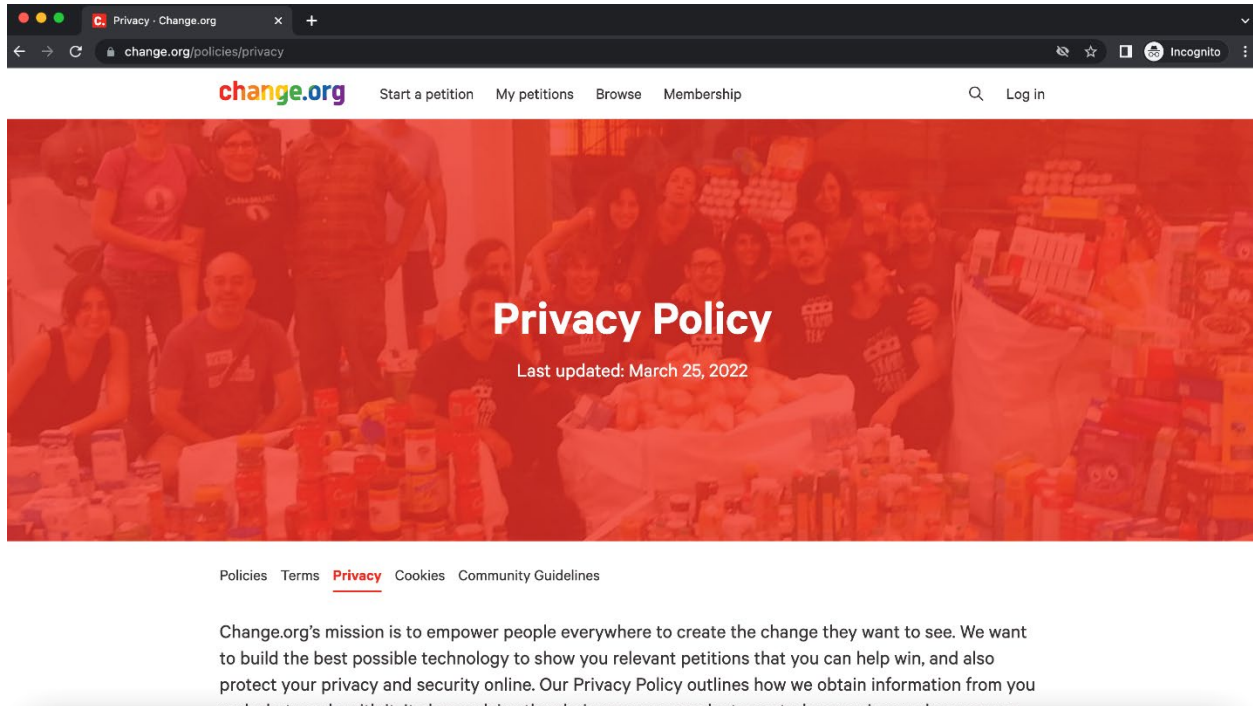 Privacy · Change.org
change.org/policies/privacy
Incognito
change.org
Start a petition
My petitions
Browse
Membership
Log in
Privacy Policy
Last updated: March 25, 2022
Policies
Terms
Privacy
Cookies
Community Guidelines
Change.org's mission is to empower people everywhere to create the change they want to see. We want
to build the best possible technology to show you relevant petitions that you can help win, and also
protect your privacy and security online. Our Privacy Policy outlines how we obtain information from you